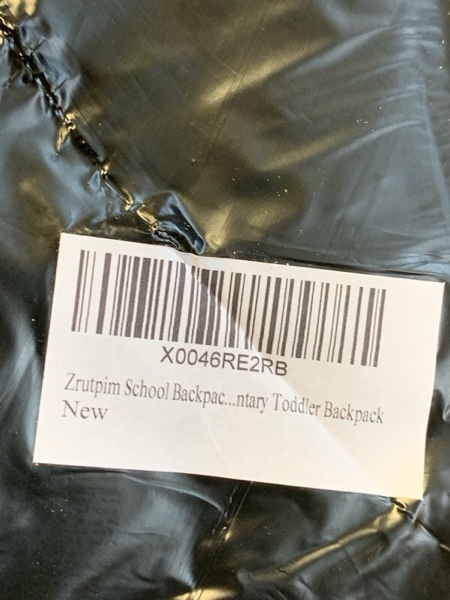 X0046RE2RB
Zrutpim School Backpac...ntary Toddler Backpack
New